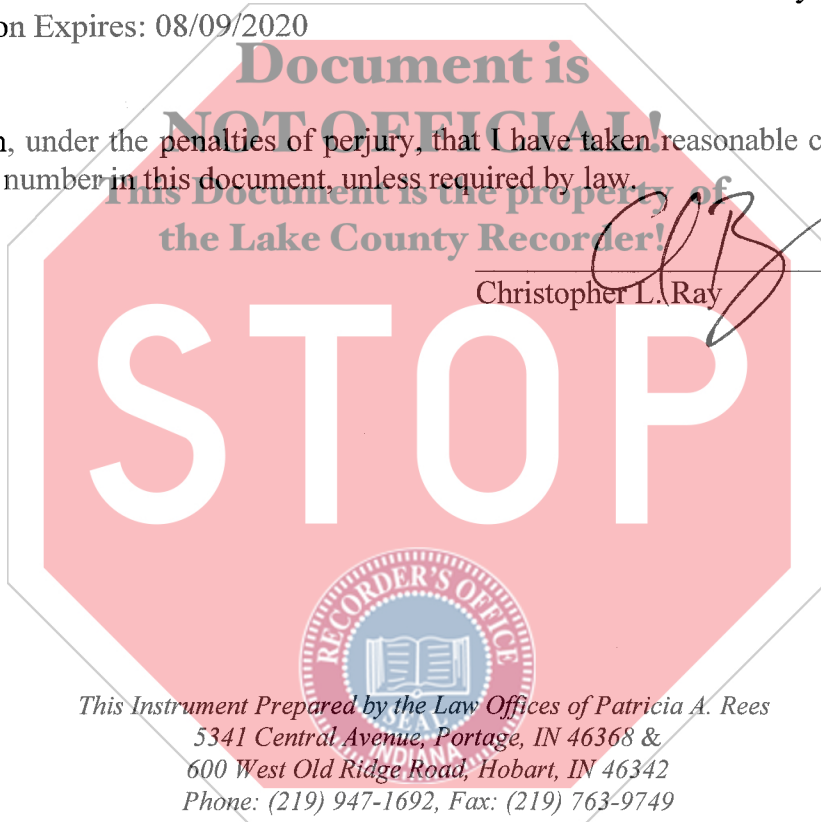 on Expires: 08/09/2020
Document is
NOT OFFICIAL!
, under the penalties of perjury, that I have taken reasonable c
number in this document, unless required by law.
This Document is the property of
the Lake County Recorder!
Christopher L. Ray
STOP
RECORDER'S OFFICE
SEAL
INDIANA
This Instrument Prepared by the Law Offices of Patricia A. Rees
5341 Central Avenue, Portage, IN 46368 &
600 West Old Ridge Road, Hobart, IN 46342
Phone: (219) 947-1692, Fax: (219) 763-9749